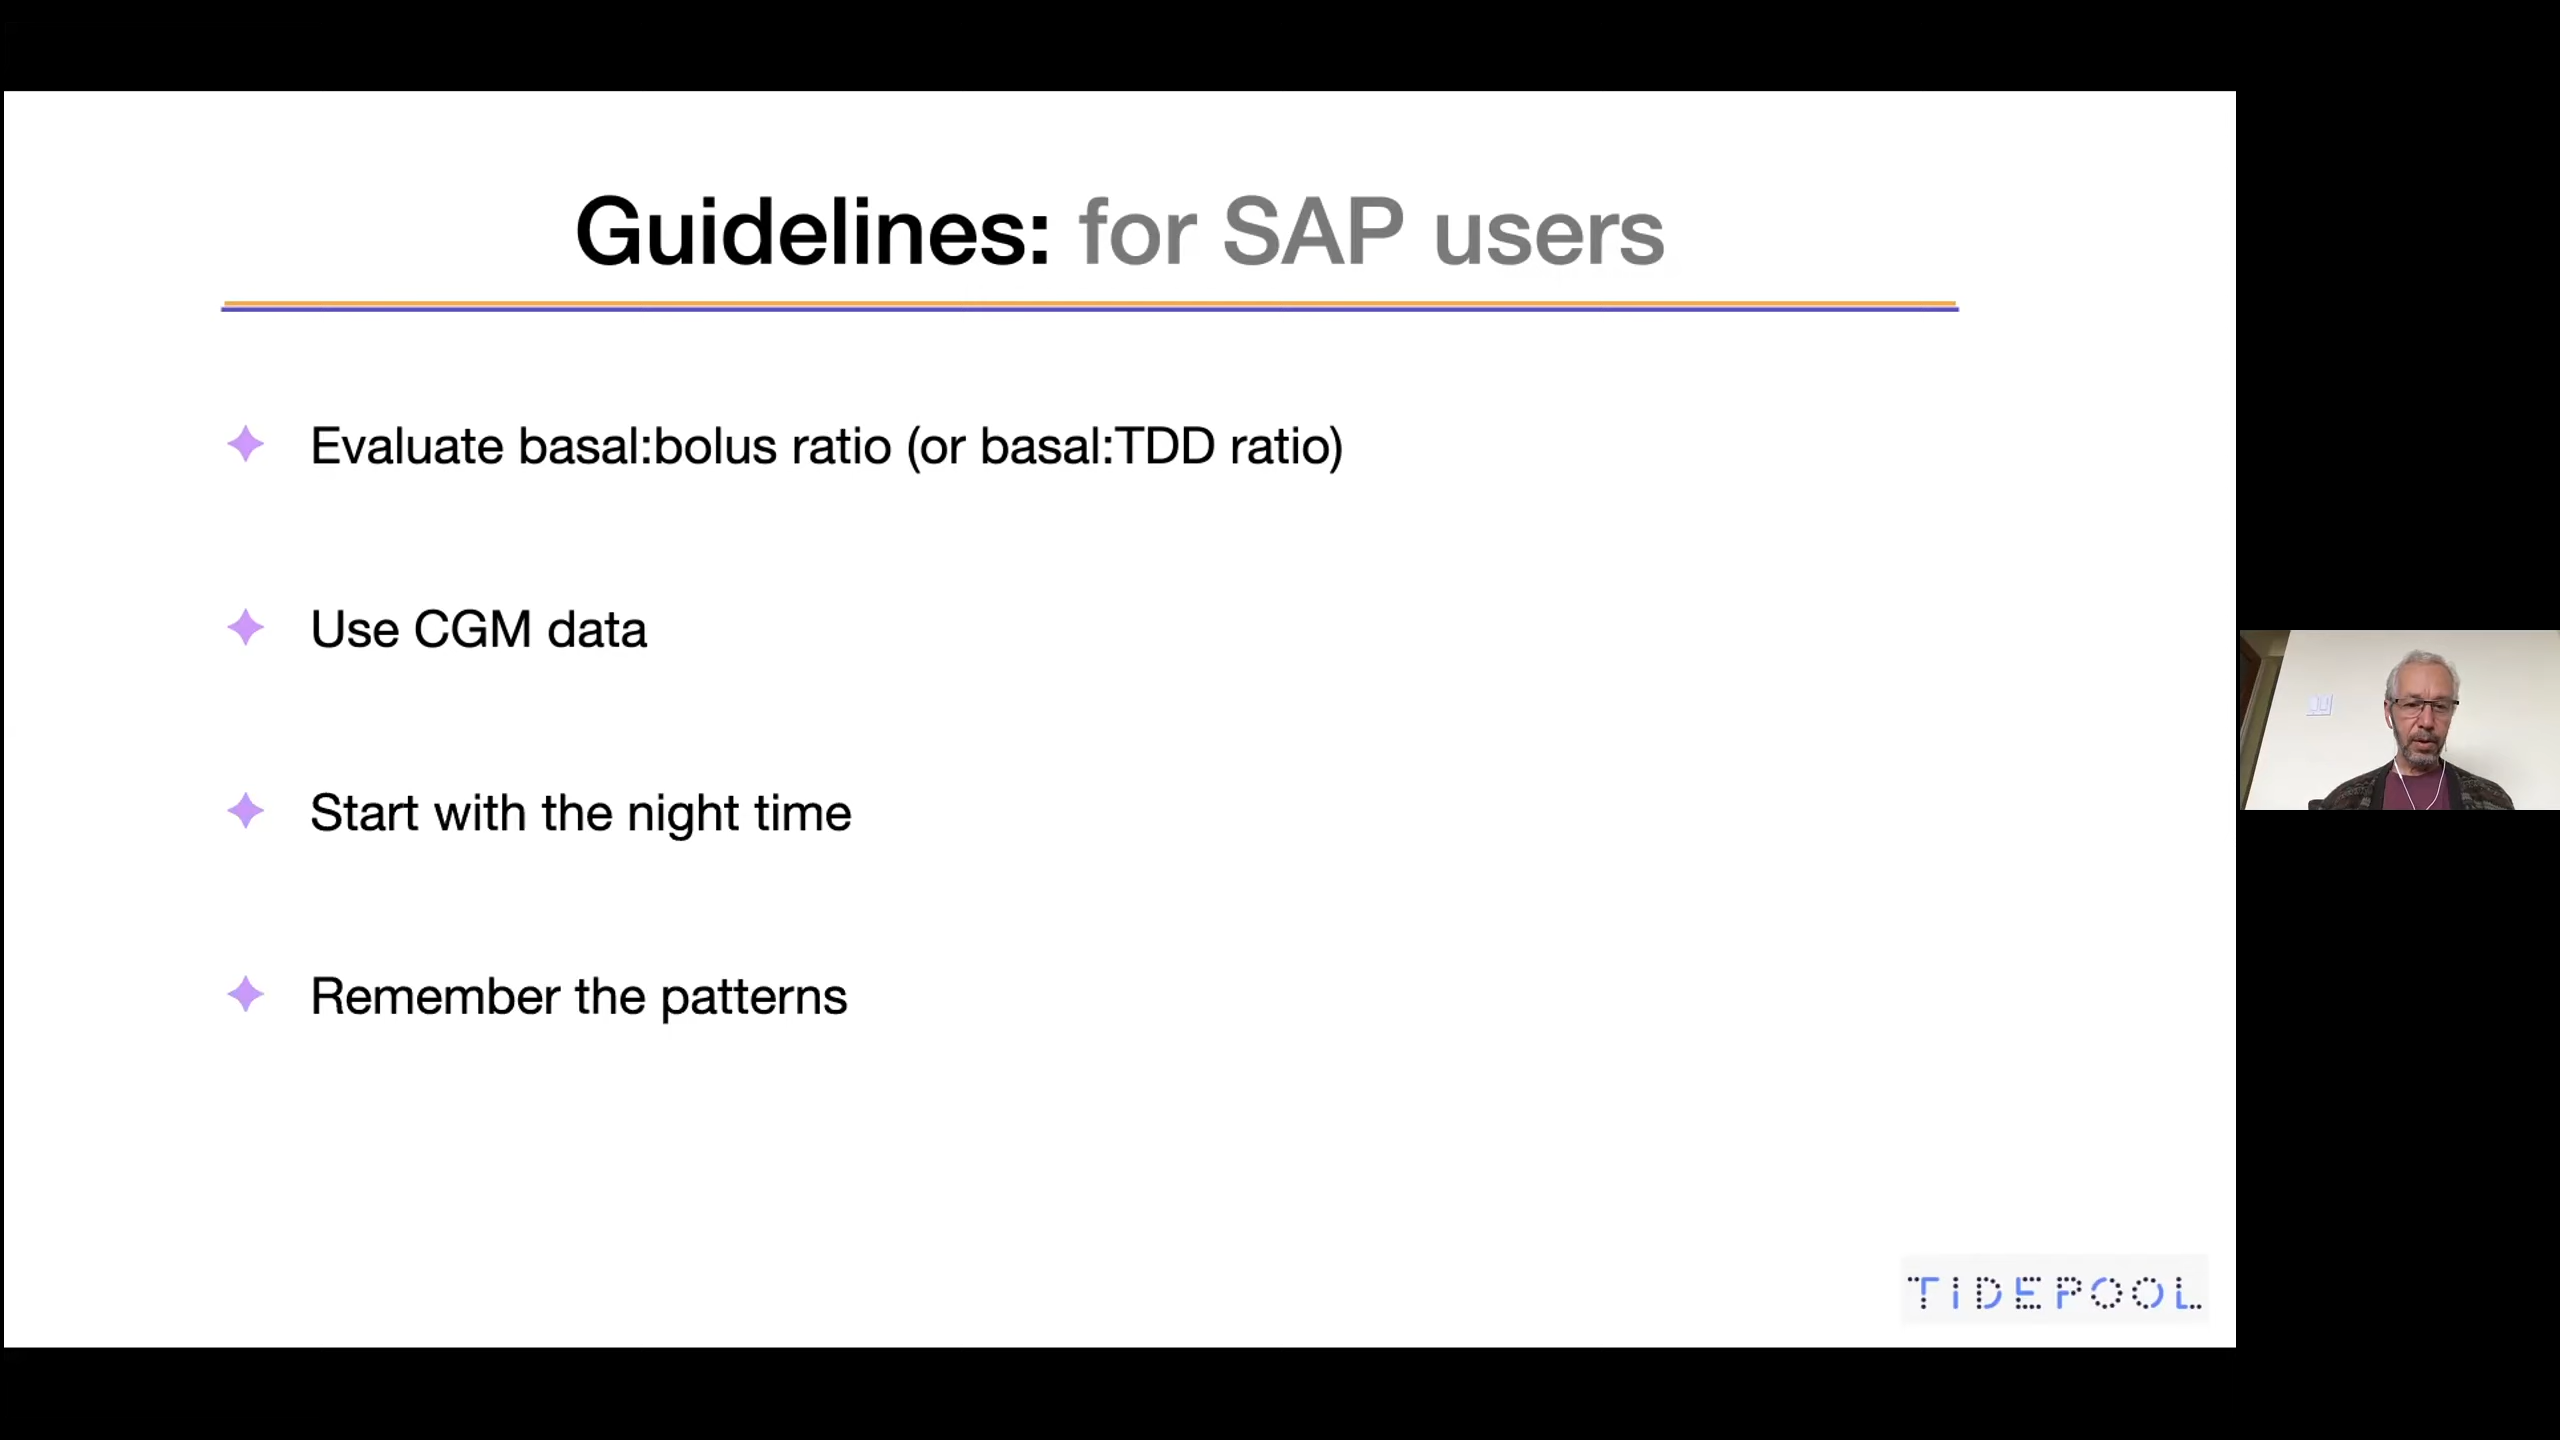 Guidelines: for SAP users
Evaluate basal:bolus ratio (or basal:TDD ratio)
Use CGM data
Start with the night time
Remember the patterns
TIDEPOOL